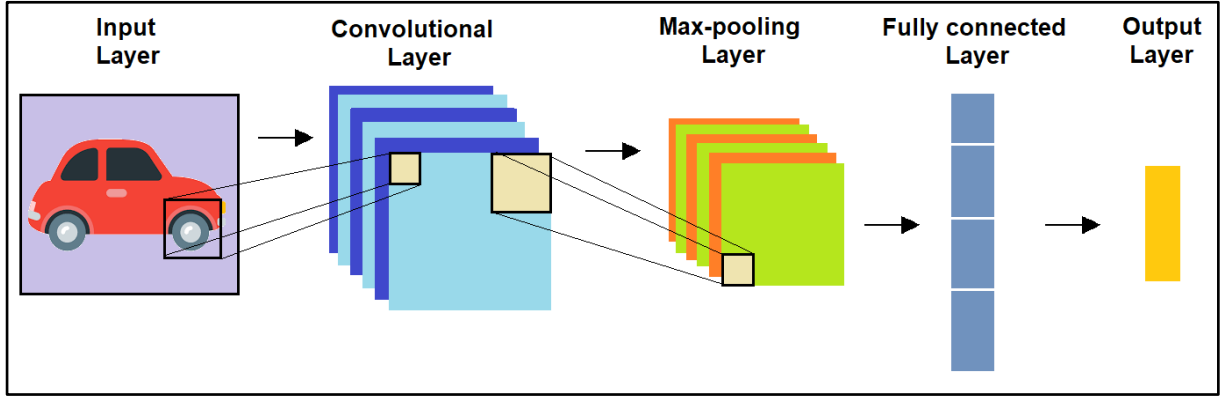 Input
Layer
Convolutional
Layer
Max-pooling
Layer
Fully connected
Layer
Output
Layer